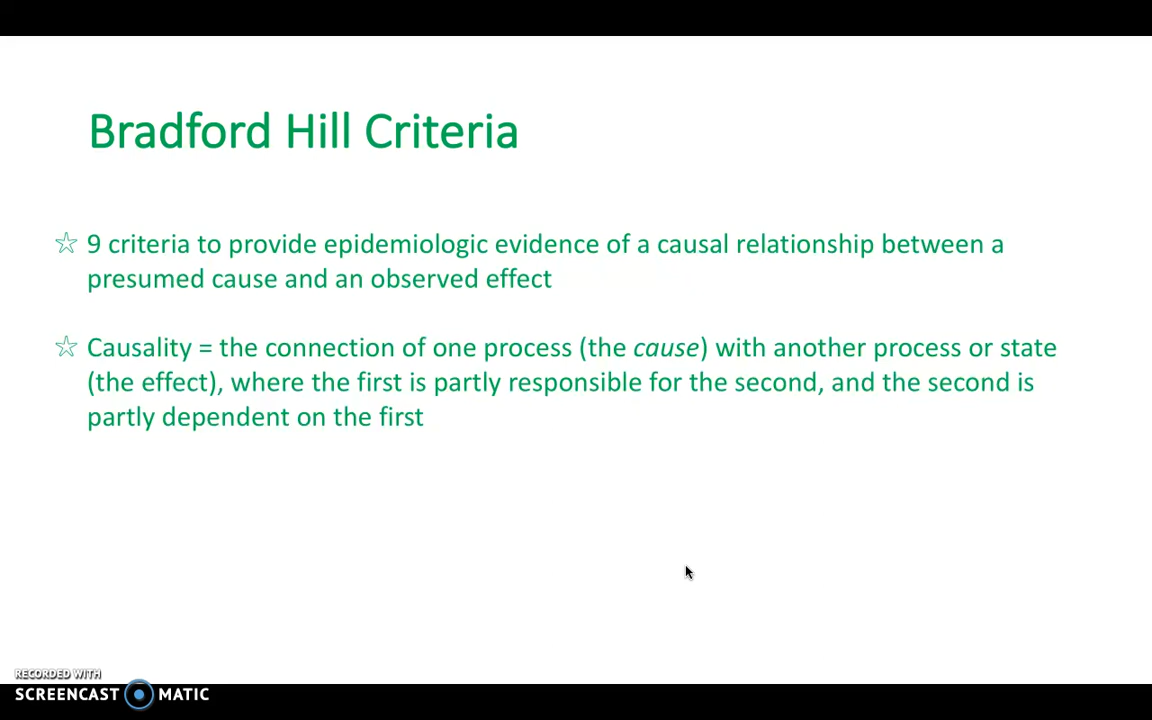 Bradford Hill Criteria
☆ 9 criteria to provide epidemiologic evidence of a causal relationship between a
presumed cause and an observed effect
☆ Causality = the connection of one process (the cause) with another process or state
(the effect), where the first is partly responsible for the second, and the second is
partly dependent on the first
RECORDED WITH
SCREENCAST MATIC